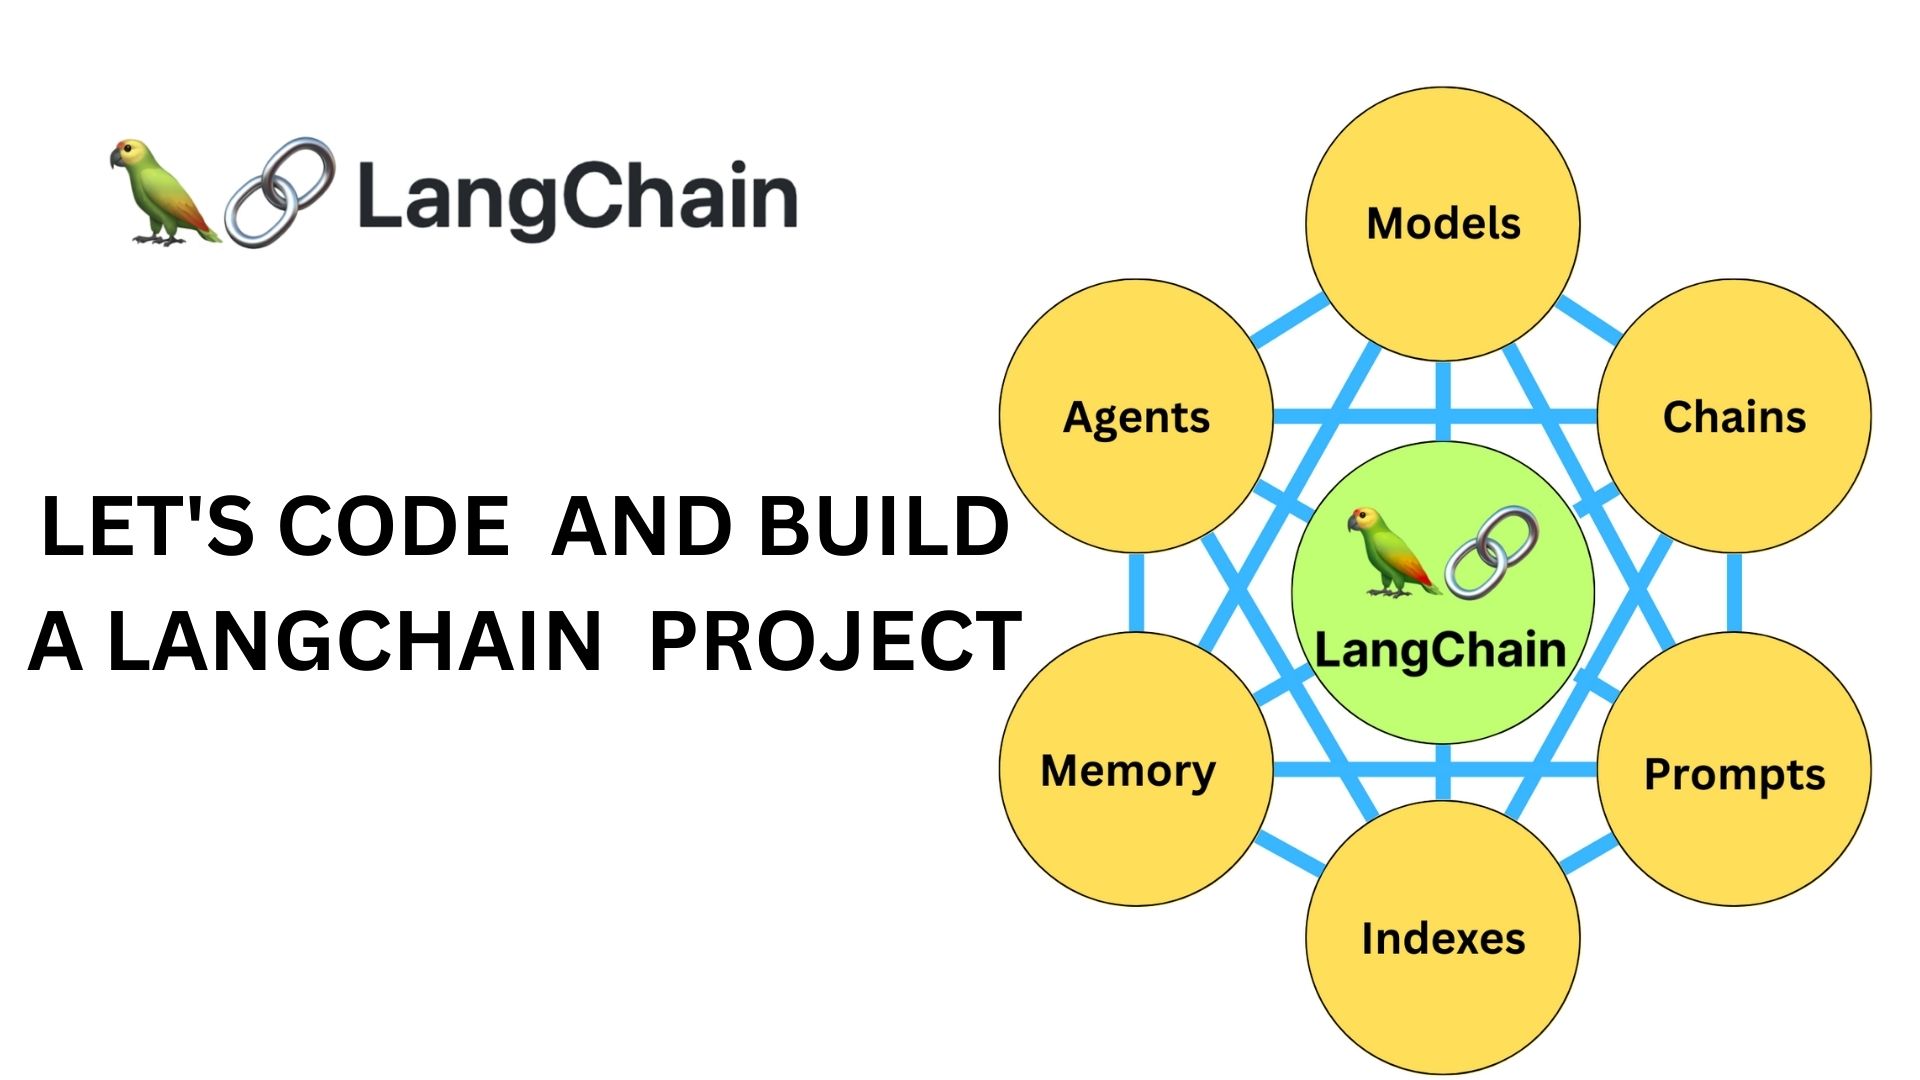 LangChain
LET'S CODE AND BUILD
A LANGCHAIN PROJECT
Models
Agents
Chains
LangChain
Memory
Prompts
Indexes